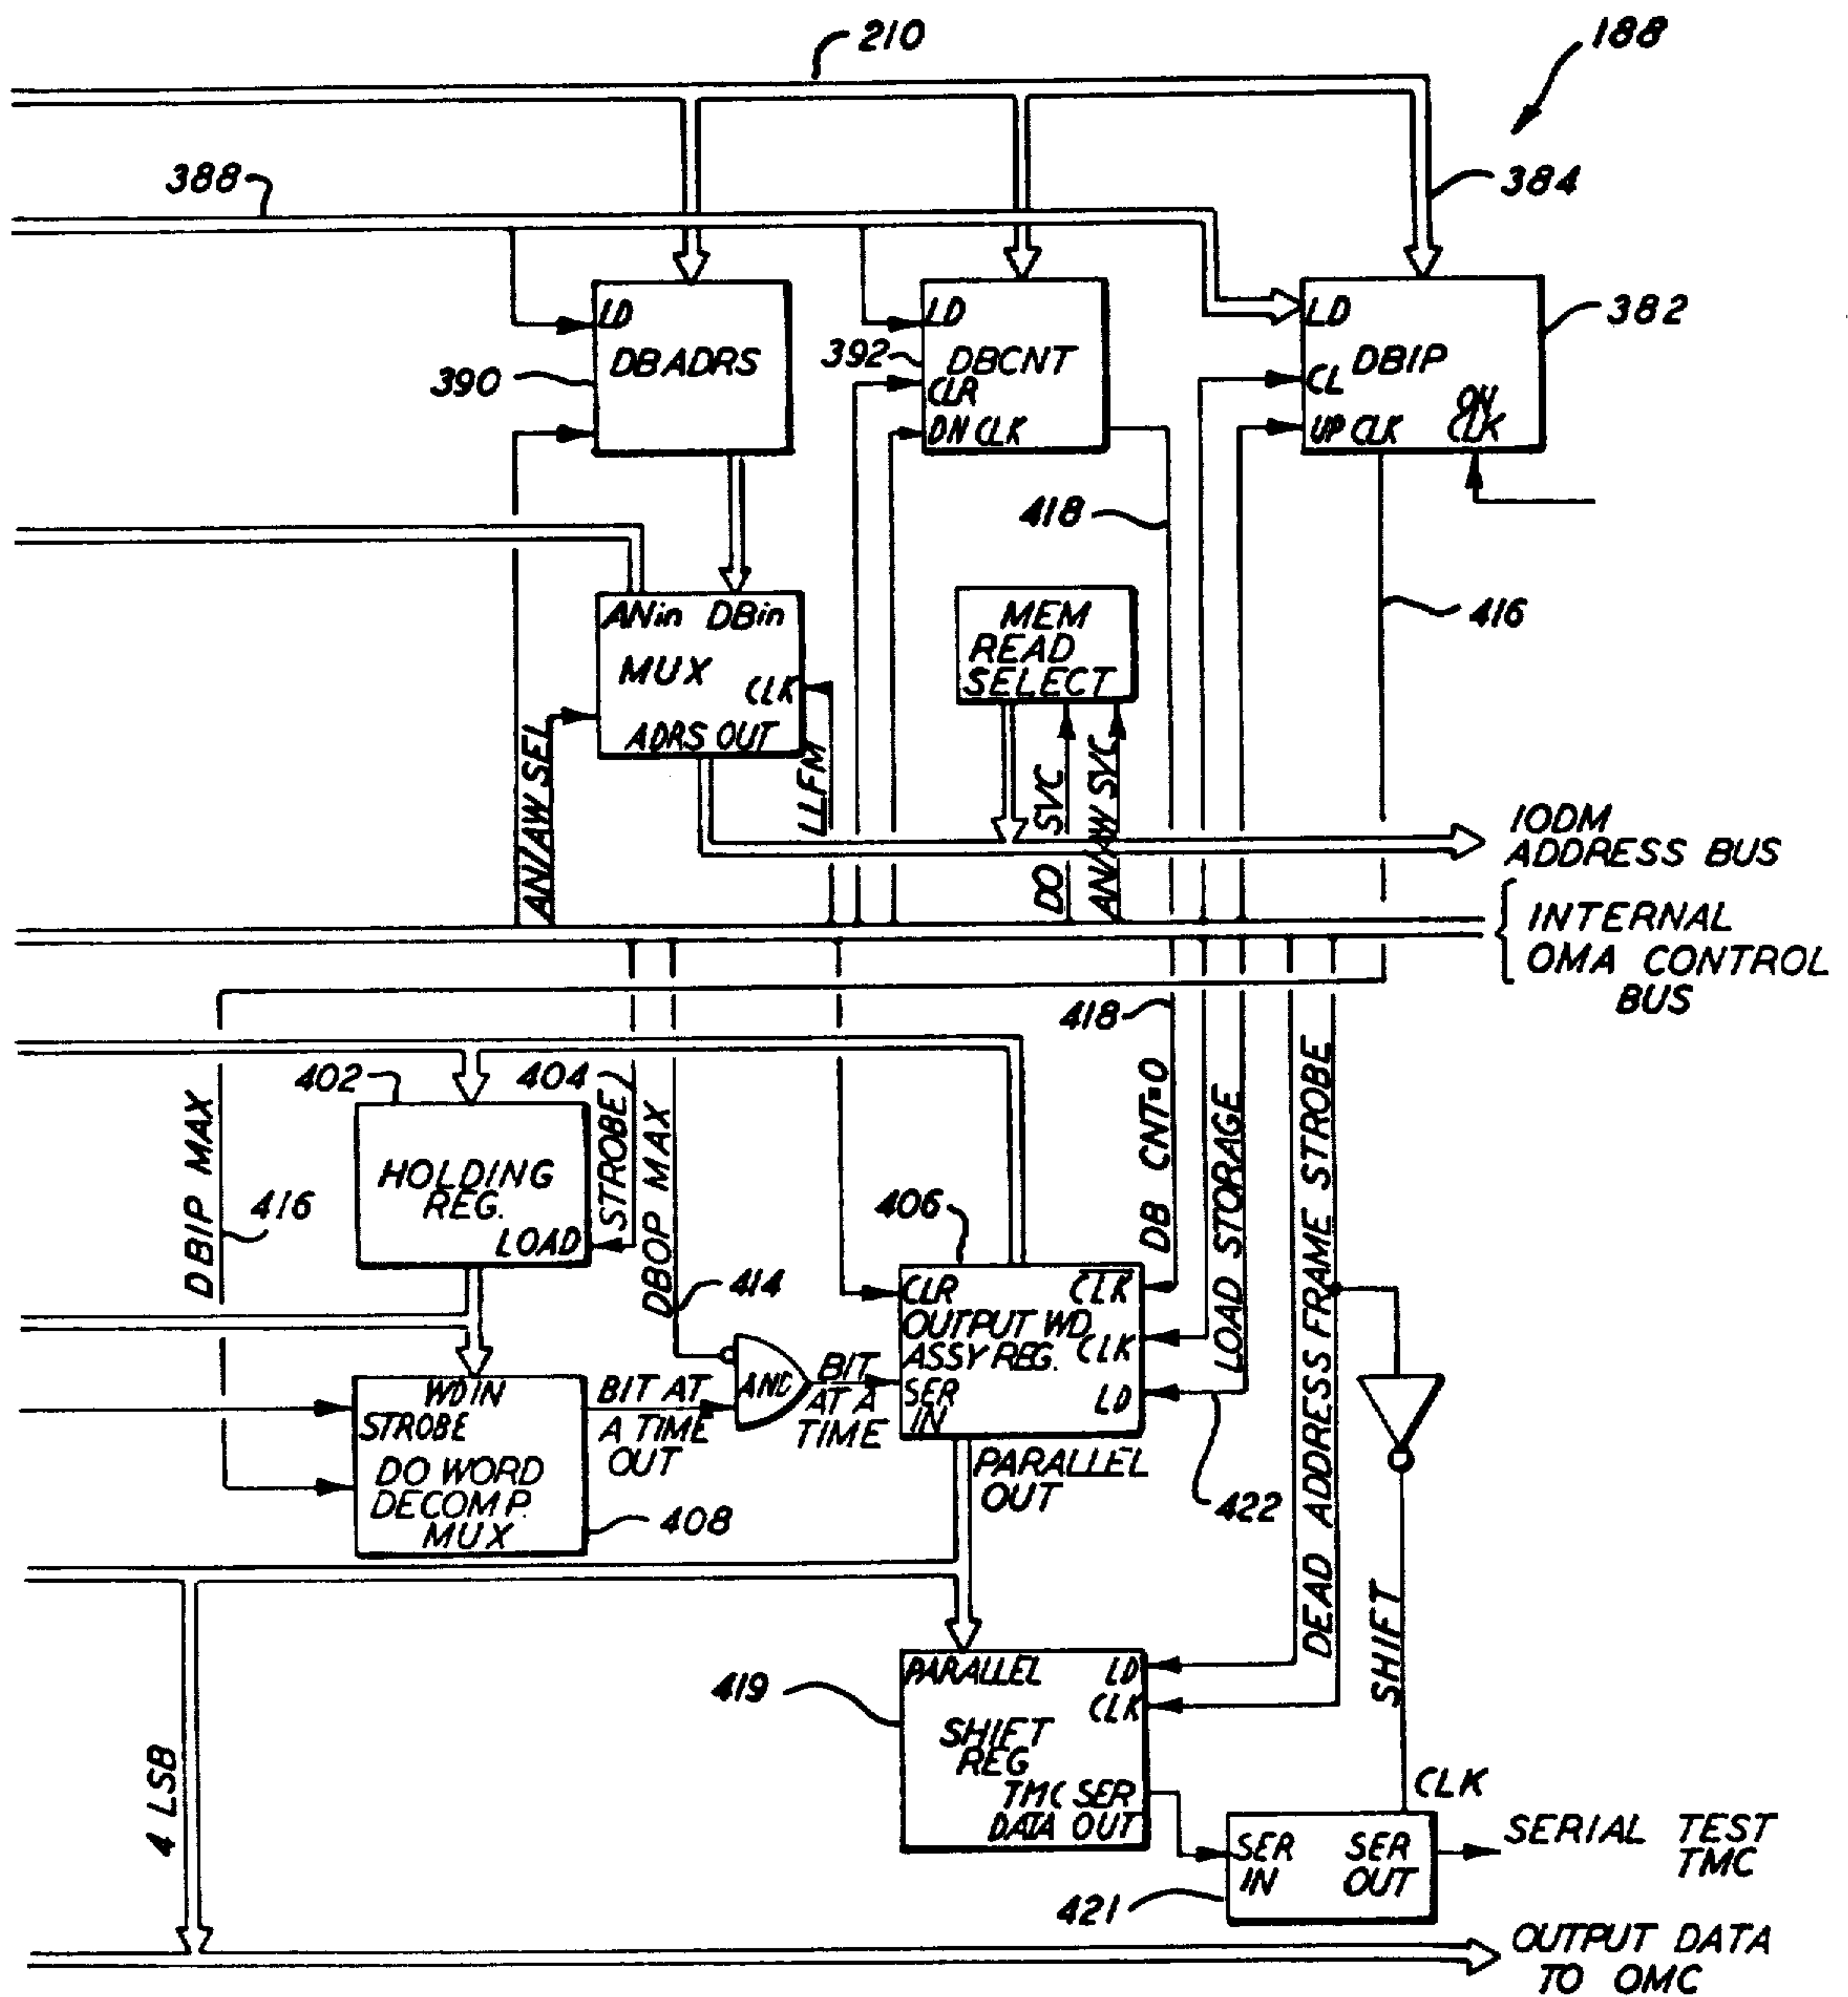 210
188
388
384
LD
DBADRS
390
LD
392
DBCNT
CLR
DN CLK
LD
DBIP
CL
UP CLK
CLK
382
418
416
ANin DBin
MUX
CLK
ADRS OUT
MEM
READ
SELECT
AN/AW SEL
LLFM
DO SVC
AN/AW SVC
IODM
ADDRESS BUS
INTERNAL
OMA CONTROL
BUS
418
402
404
DBIP MAX
416
HOLDING
REG.
LOAD
STROBE
DBOP MAX
414
406
DB CNT=0
LOAD STORAGE
DEAD ADDRESS FRAME STROBE
CLR
CLK
OUTPUT WD
ASSY REG.
CLK
SER
IN
LD
AND
BIT
AT A
TIME
WD IN
STROBE
DO WORD
DECOMP.
MUX
408
BIT AT
A TIME
OUT
PARALLEL
OUT
422
SHIFT
419
PARALLEL
LD
CLK
SHIFT
REG
TMC SER
DATA OUT
4 LSB
CLK
SER
IN
SER
OUT
421
SERIAL TEST
TMC
OUTPUT DATA
TO OMC